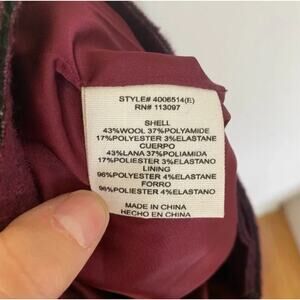 STYLE# 4006514(E)
RN# 113097
SHELL
43%WOOL 37%POLYAMIDE
17%POLYESTER 3%ELASTANE
CUERPO
43%LANA 37%POLIAMIDA
17%POLIESTER 3%ELASTANO
LINING
96%POLYESTER 4%ELASTANE
FORRO
96%POLIESTER 4%ELASTANO
MADE IN CHINA
HECHO EN CHINA